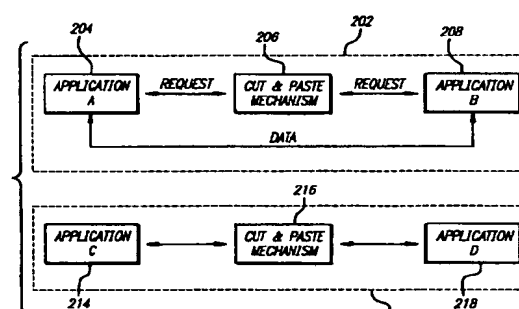 204 206 202 208
APPLICATION A REQUEST CUT & PASTE MECHANISM REQUEST APPLICATION B
DATA
216
APPLICATION C CUT & PASTE MECHANISM APPLICATION D
214 218